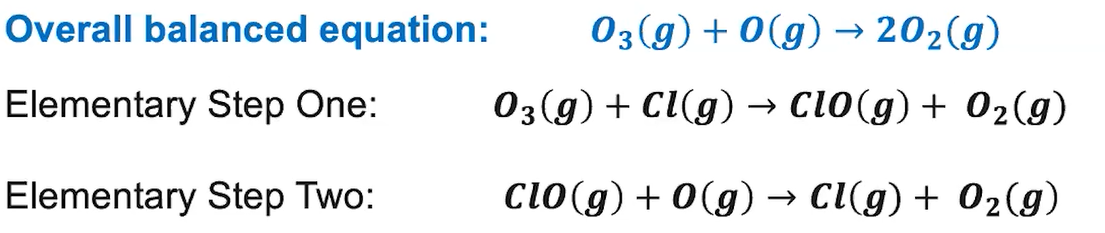 Overall balanced equation: O₃(g) + O(g) → 2O₂(g)
Elementary Step One: O₃(g) + Cl(g) → ClO(g) + O₂(g)
Elementary Step Two: ClO(g) + O(g) → Cl(g) + O₂(g)